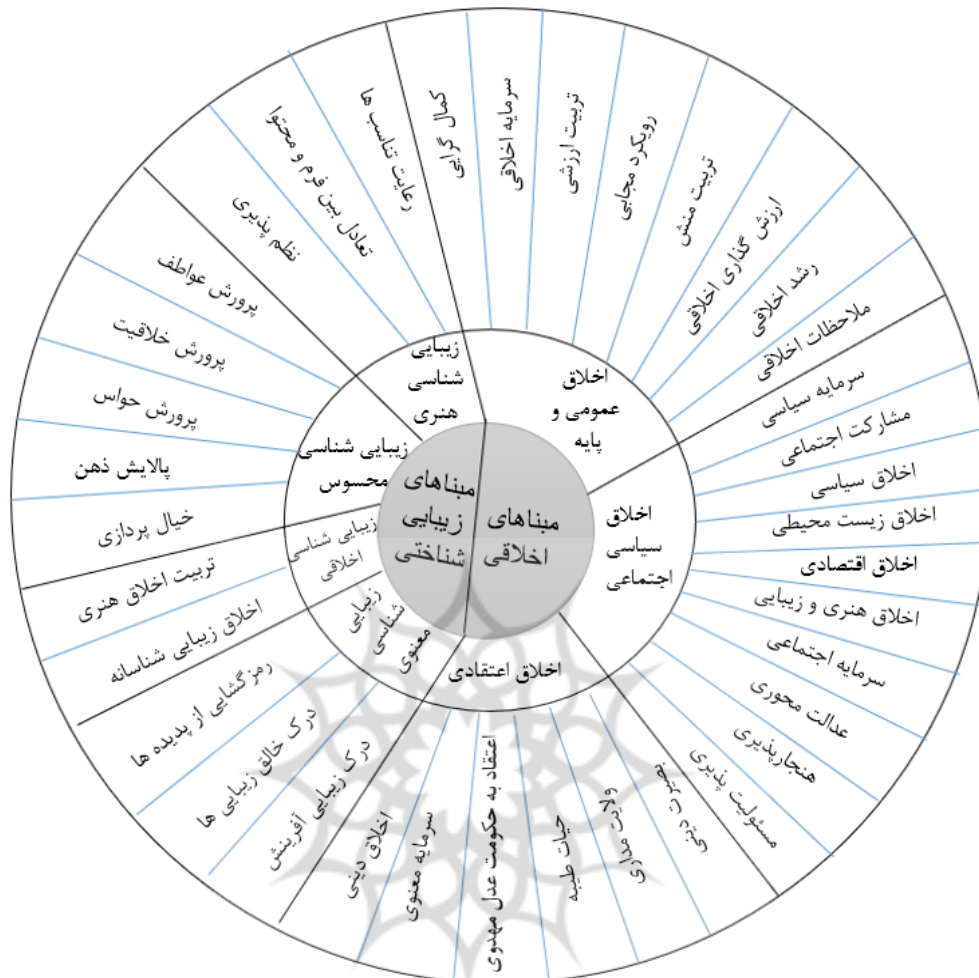 مبناهای
اخلاقی
مبناهای
زیبایی
شناختی
اخلاق
عمومی و
پایه
اخلاق
سیاسی
اجتماعی
اخلاق اعتقادی
زیبایی
شناسی
معنوی
زیبایی شناسی
اخلاقی
زیبایی شناسی
محسوس
زیبایی
شناسی
هنری
کمال گرایی
سرمایه اخلاقی
تربیت ارزشی
رویکرد مجابی
تربیت منش
ارزش گذاری اخلاقی
رشد اخلاقی
ملاحظات اخلاقی
سرمایه سیاسی
مشارکت اجتماعی
اخلاق سیاسی
اخلاق زیست محیطی
اخلاق اقتصادی
اخلاق هنری و زیبایی
سرمایه اجتماعی
عدالت محوری
هنجارپذیری
مسئولیت پذیری
بصیرت دینی
ولایت مداری
حیات طیبه
اعتقاد به حکومت عدل مهدوی
سرمایه معنوی
اخلاق دینی
درک زیبایی آفرینش
درک خالق زیبایی ها
رمزگشایی از پدیده ها
اخلاق زیبایی شناسانه
تربیت اخلاق هنری
خیال پردازی
پالایش ذهن
پرورش حواس
پرورش خلاقیت
پرورش عواطف
نظم پذیری
تعادل بین فرم و محتوا
رعایت تناسب ها